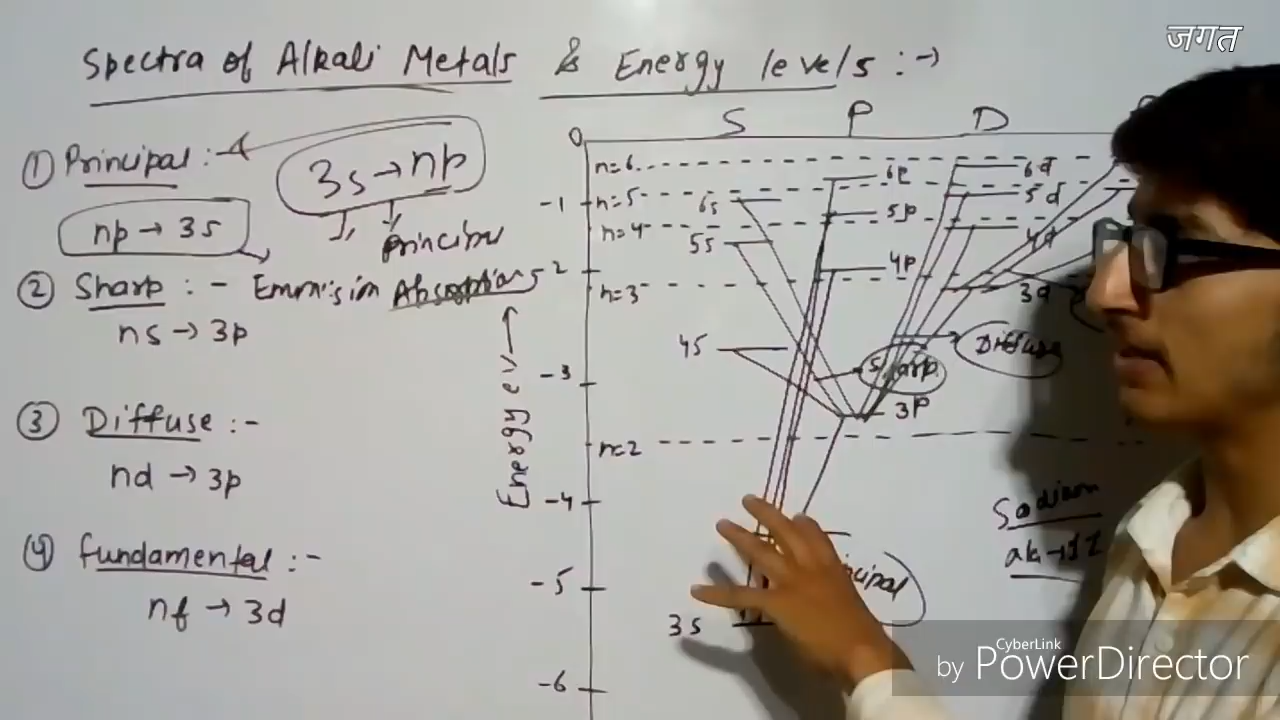 जगत
Spectra of Alkali Metals & Energy levels :→
① Principal :-
3s → np
np → 3s
Principal
② Sharp :- Emmision Absorptions
ns → 3p
③ Diffuse :-
nd → 3p
④ fundamental :-
nf → 3d
S P D
0
n=6
6p
6d
-1
n=5
6s
5p
5d
n=4
5s
4d
-2
4p
n=3
3d
Energy ev →
4s
Sharp
Diffuse
-3
3p
n=2
-4
Sodium
-5
Principal
3s
-6
CyberLink
by PowerDirector